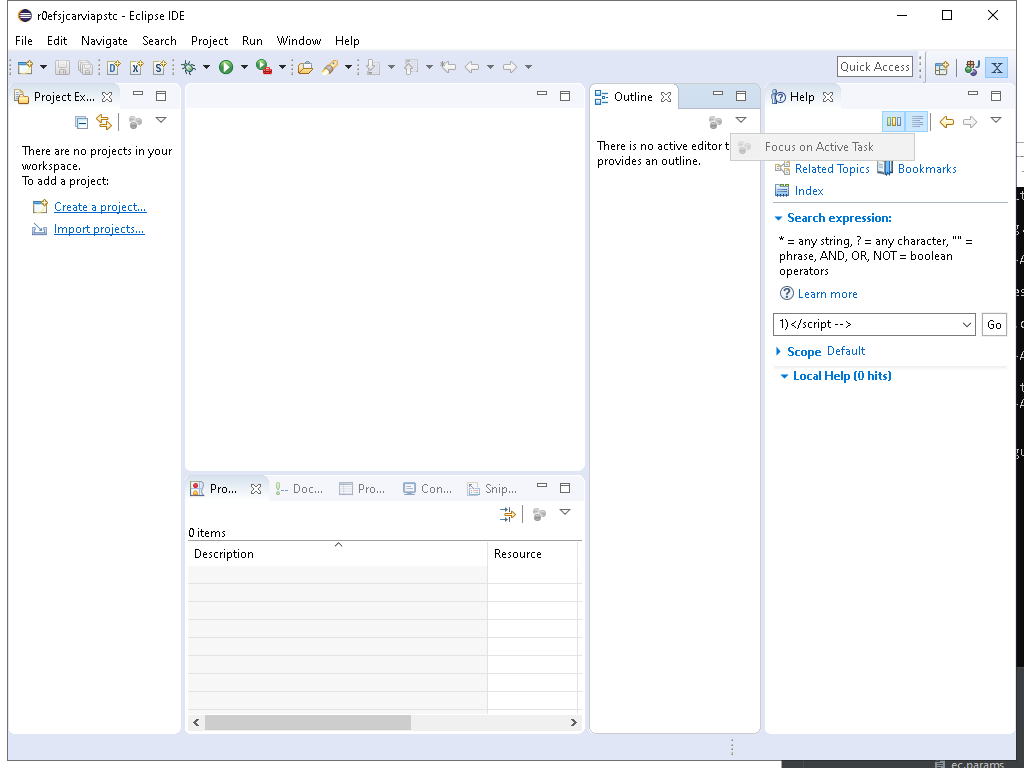 r0efsjcarviapstc - Eclipse IDE
File Edit Navigate Search Project Run Window Help
Quick Access
Project Ex...
Outline
Help
There are no projects in your
workspace.
To add a project:
Create a project...
Import projects...
There is no active editor t
provides an outline.
Focus on Active Task
Related Topics Bookmarks
Index
Search expression:
* = any string, ? = any character, "" =
phrase, AND, OR, NOT = boolean
operators
Learn more
1)</script -->
Go
Scope Default
Local Help (0 hits)
Pro... Doc... Pro... Con... Snip...
0 items
Description Resource
ec.params